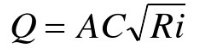 Q = AC√Ri